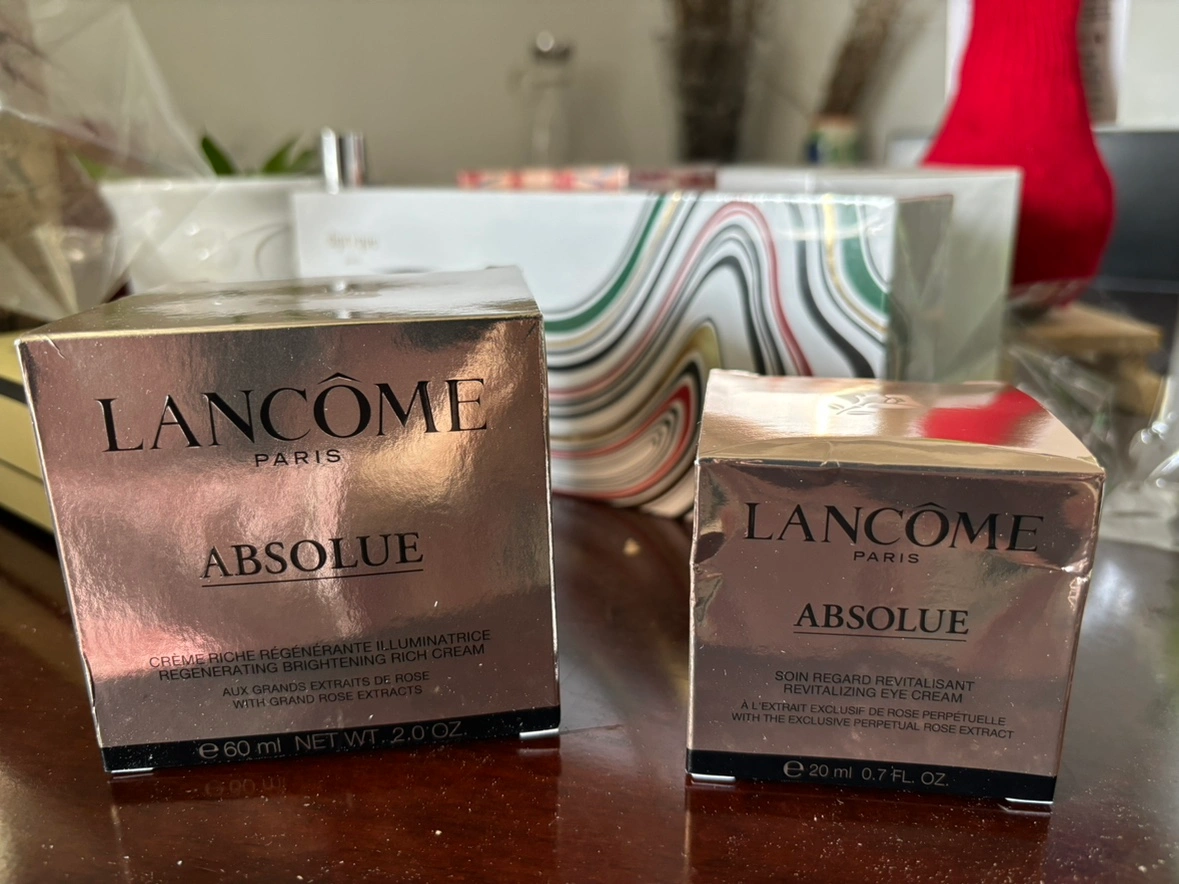 LANCÔME
PARIS
ABSOLUE
CRÈME RICHE RÉGÉNÉRANTE ILLUMINATRICE
REGENERATING BRIGHTENING RICH CREAM
AUX GRANDS EXTRAITS DE ROSE
WITH GRAND ROSE EXTRACTS
℮ 60 ml NET WT. 2.0 OZ.
LANCÔME
PARIS
ABSOLUE
SOIN REGARD REVITALISANT
REVITALIZING EYE CREAM
À L'EXTRAIT EXCLUSIF DE ROSE PERPÉTUELLE
WITH THE EXCLUSIVE PERPETUAL ROSE EXTRACT
℮ 20 ml 0.7 FL. OZ.